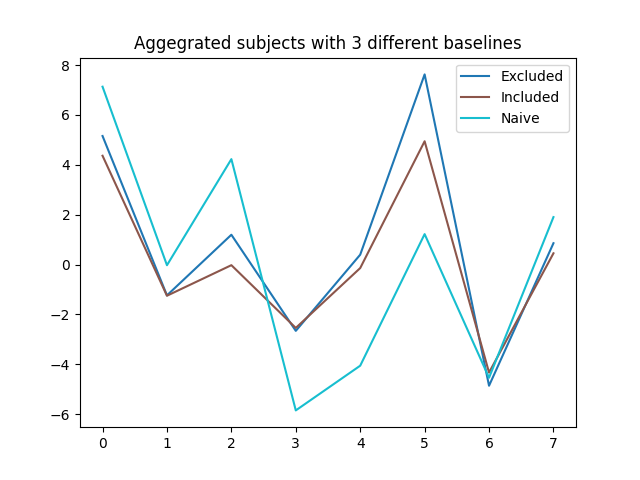 Aggegrated subjects with 3 different baselines
8
6
4
2
0
−2
−4
−6
Excluded
Included
Naive
0 1 2 3 4 5 6 7